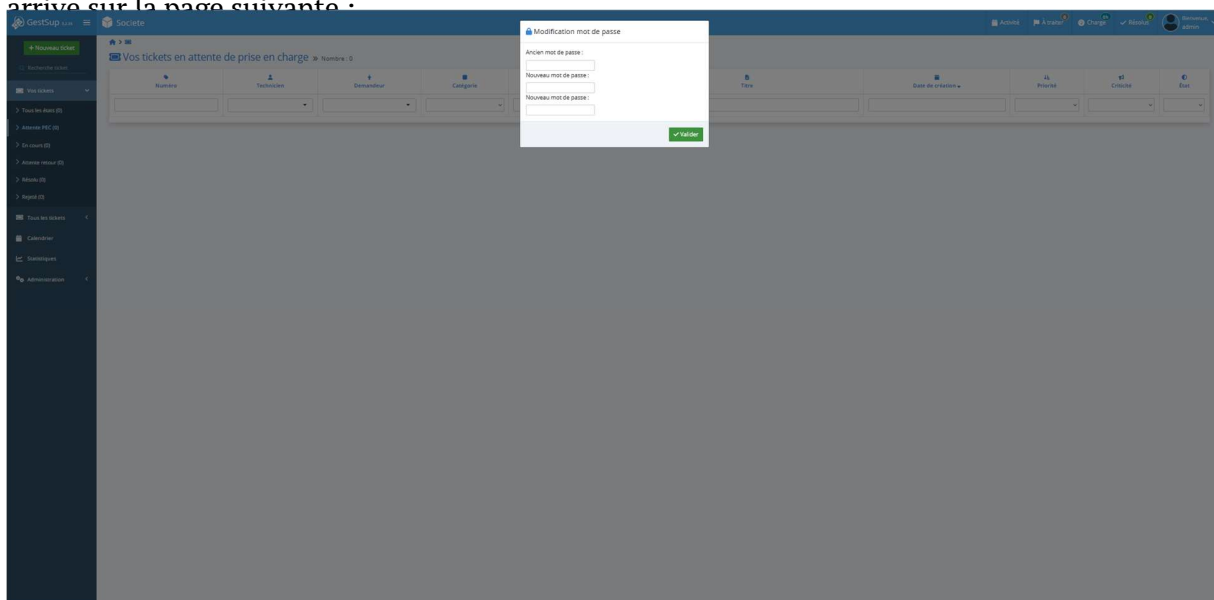 arrive sur la page suivante :
GestSup
Societe
Activité
À traiter
Charge
Résolus
Bienvenue,
admin
Modification mot de passe
Ancien mot de passe :
Nouveau mot de passe :
Nouveau mot de passe :
Valider
+ Nouveau ticket
Recherche ticket
Vos tickets
Tous les états (0)
Attente PEC (0)
En cours (0)
Attente retour (0)
Résolu (0)
Rejeté (0)
Tous les tickets
Calendrier
Statistiques
Administration
Vos tickets en attente de prise en charge » Nombre : 0
Numéro
Technicien
Demandeur
Catégorie
Titre
Date de création
Priorité
Criticité
État